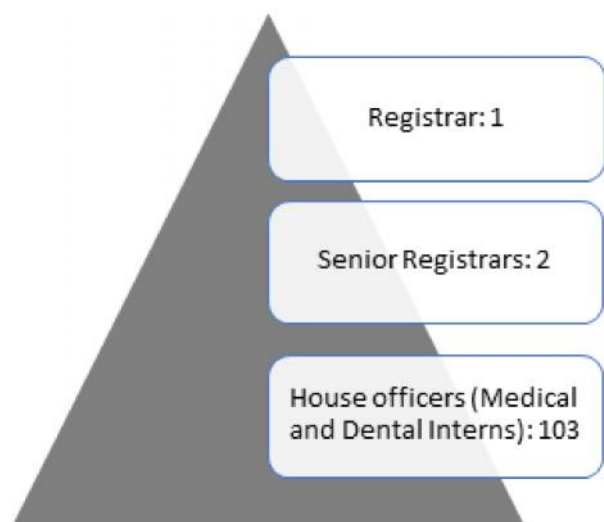 Registrar: 1
Senior Registrars: 2
House officers (Medical
and Dental Interns): 103